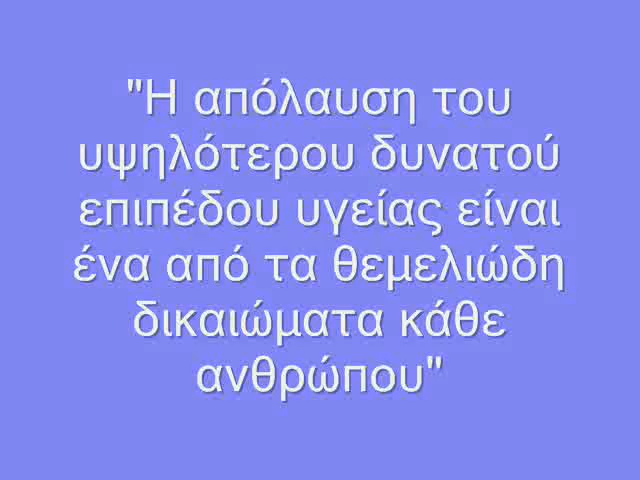 "Η απόλαυση του
υψηλότερου δυνατού
επιπέδου υγείας είναι
ένα από τα θεμελιώδη
δικαιώματα κάθε
ανθρώπου"